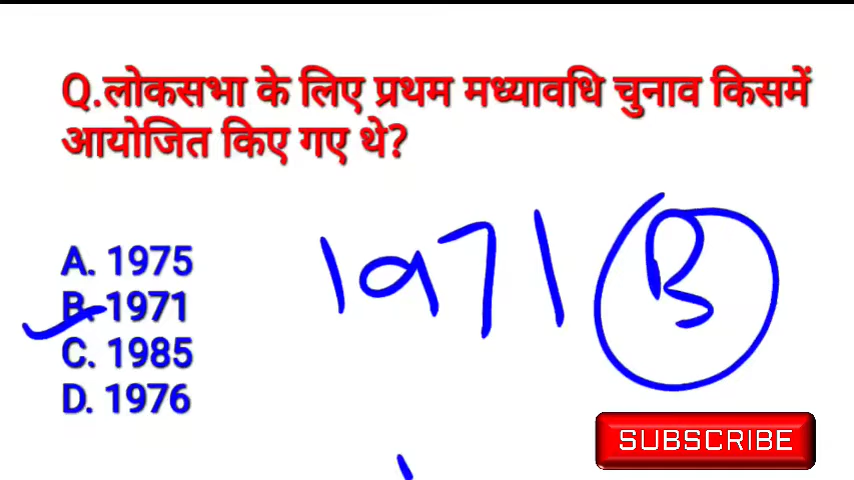 Q.लोकसभा के लिए प्रथम मध्यावधि चुनाव किसमें
आयोजित किए गए थे?
A. 1975
1971 B
B. 1971
C. 1985
D. 1976
SUBSCRIBE